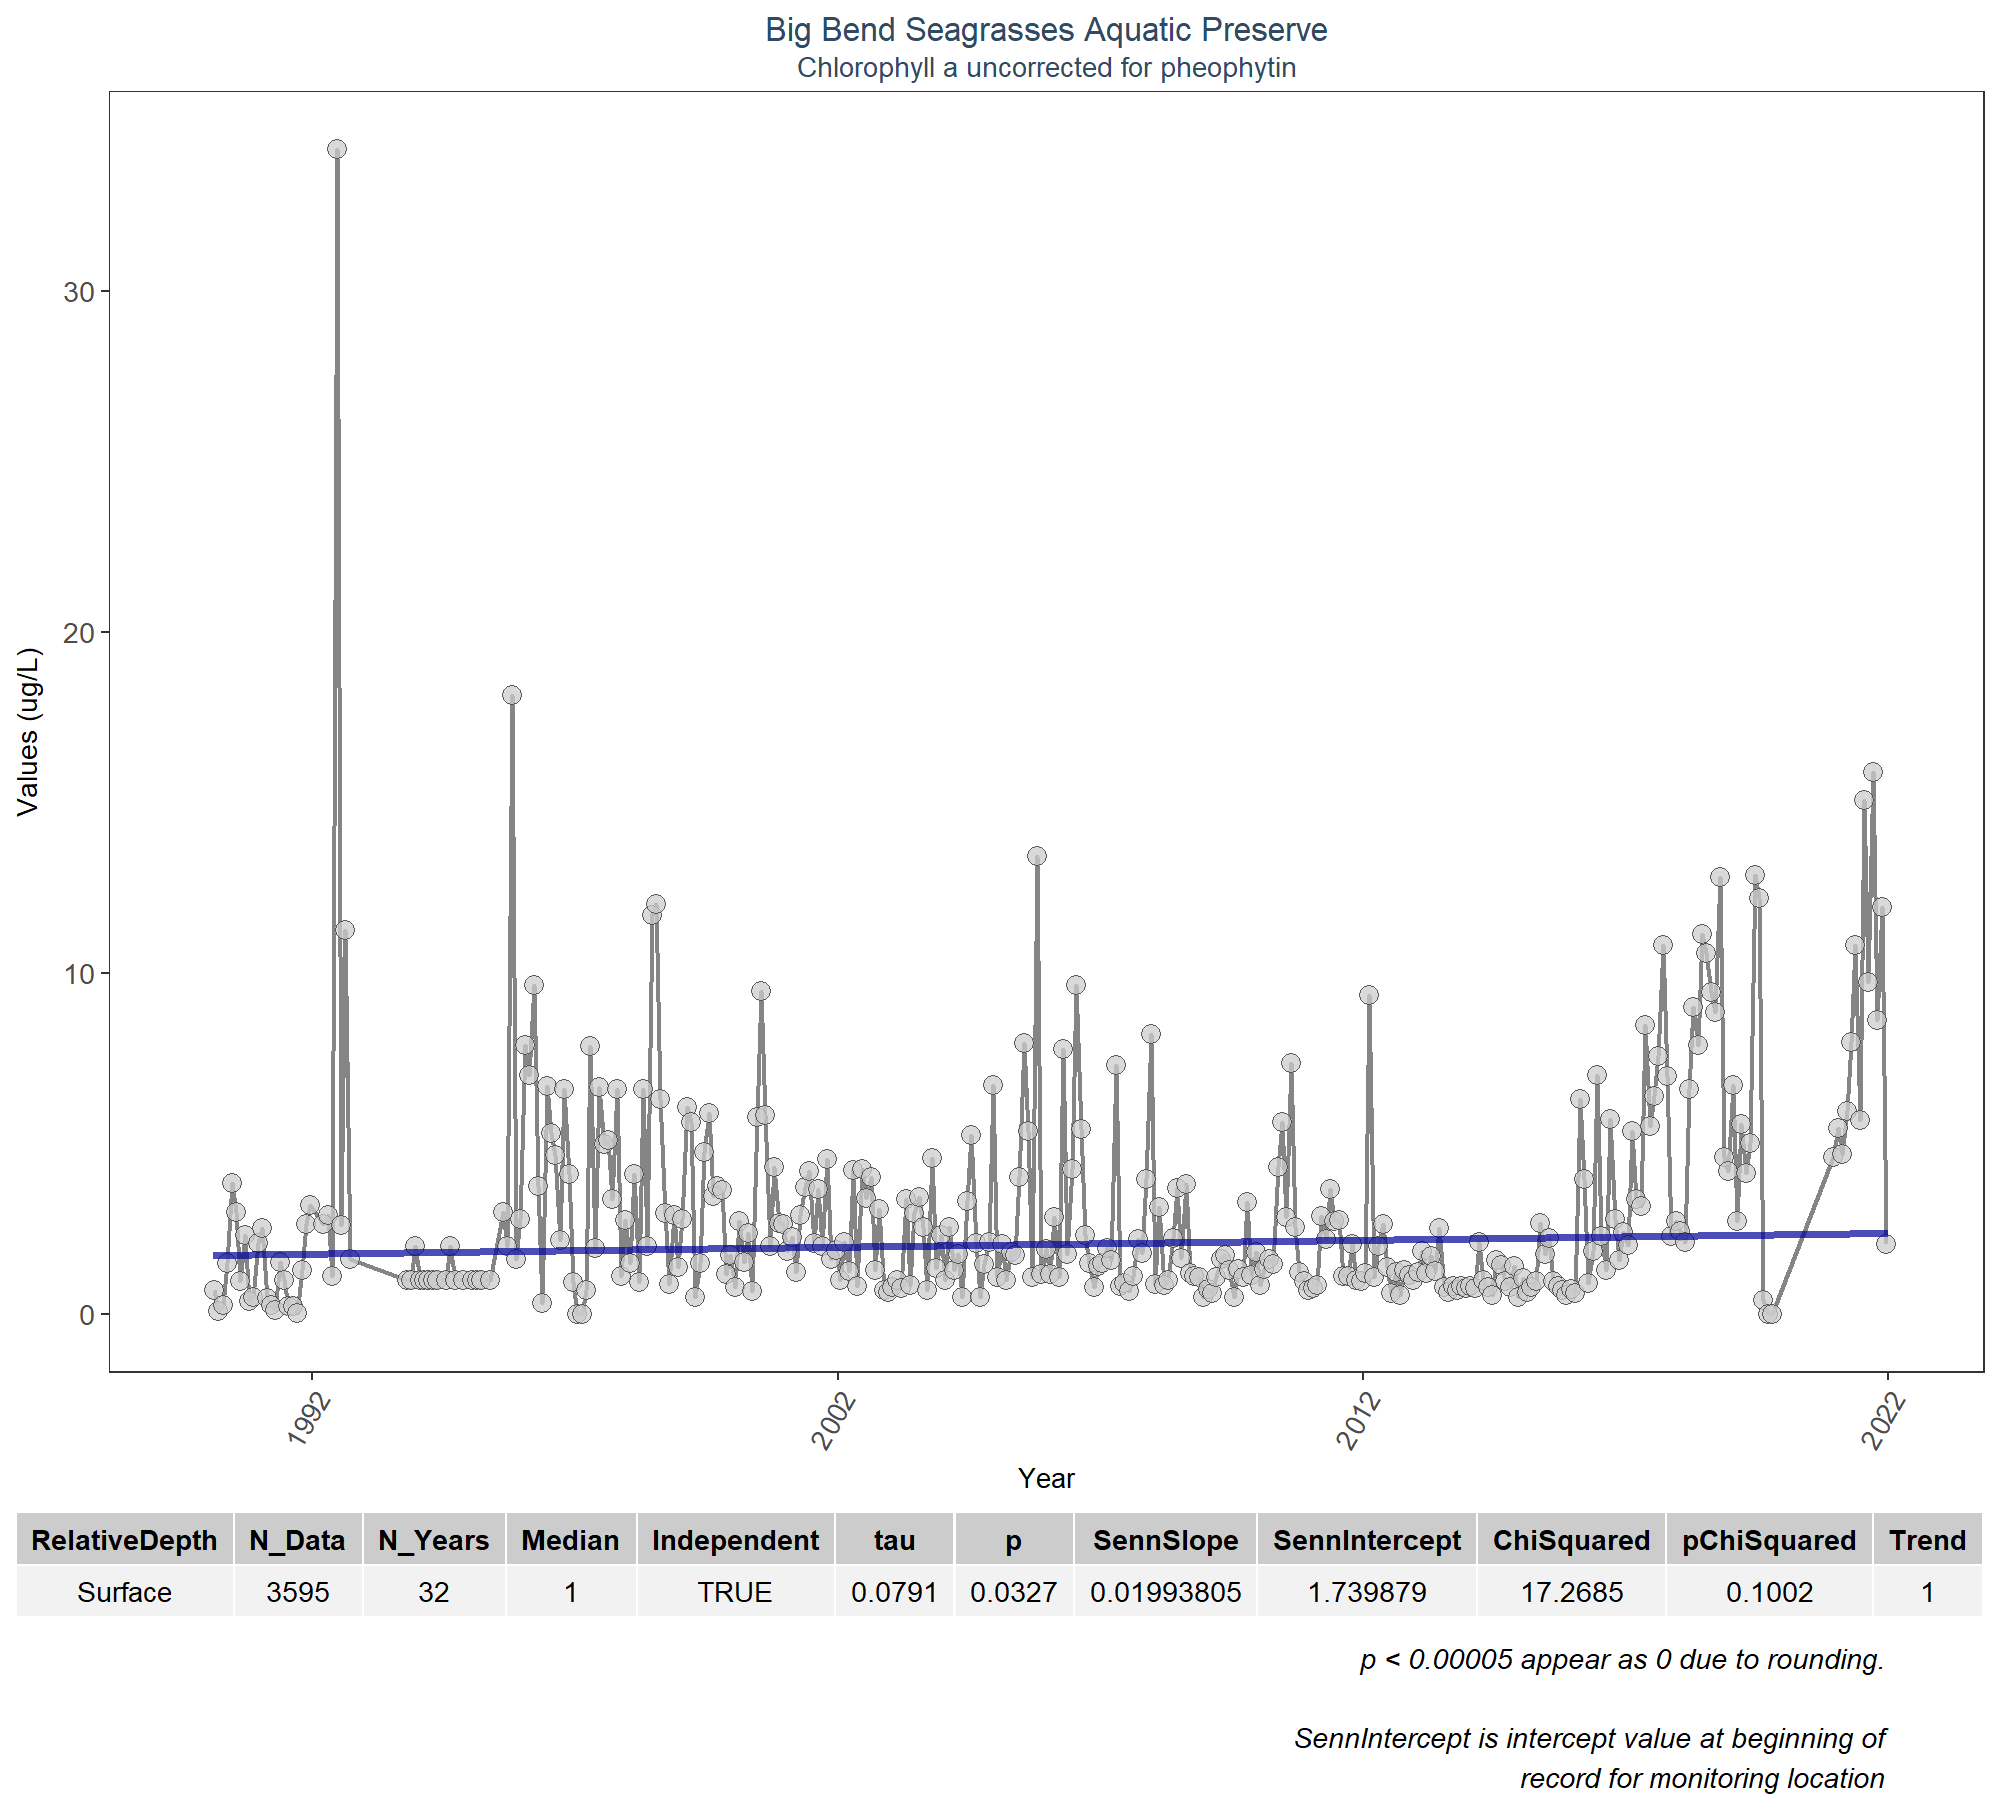 Big Bend Seagrasses Aquatic Preserve
Chlorophyll a uncorrected for pheophytin
Values (ug/L)
30
20
10
0
1992
2002
2012
2022
Year
RelativeDepth N_Data N_Years Median Independent tau p SennSlope SennIntercept ChiSquared pChiSquared Trend
Surface 3595 32 1 TRUE 0.0791 0.0327 0.01993805 1.739879 17.2685 0.1002 1
p < 0.00005 appear as 0 due to rounding.
SennIntercept is intercept value at beginning of
record for monitoring location